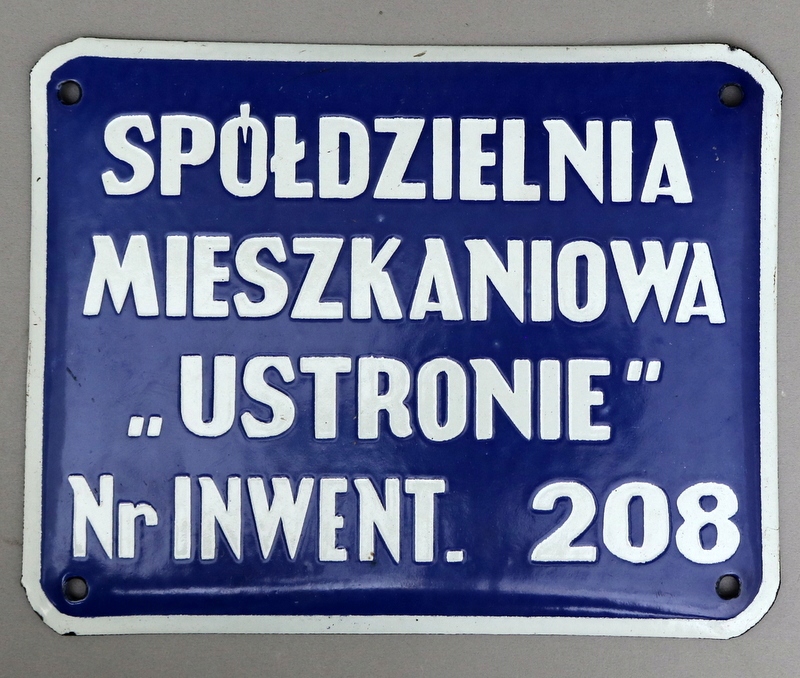 SPÓŁDZIELNIA
MIESZKANIOWA
„USTRONIE”
Nr INWENT. 208